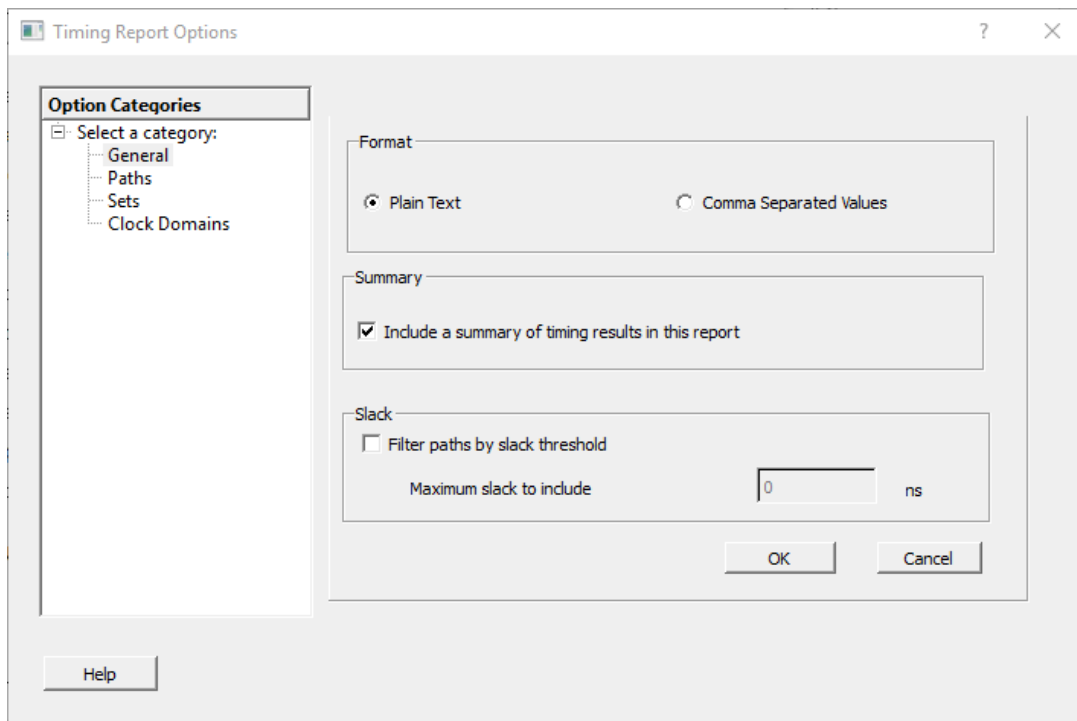 Timing Report Options
?
Option Categories
Select a category:
General
Paths
Sets
Clock Domains
Format
Plain Text
Comma Separated Values
Summary
Include a summary of timing results in this report
Slack
Filter paths by slack threshold
Maximum slack to include
0
ns
OK
Cancel
Help